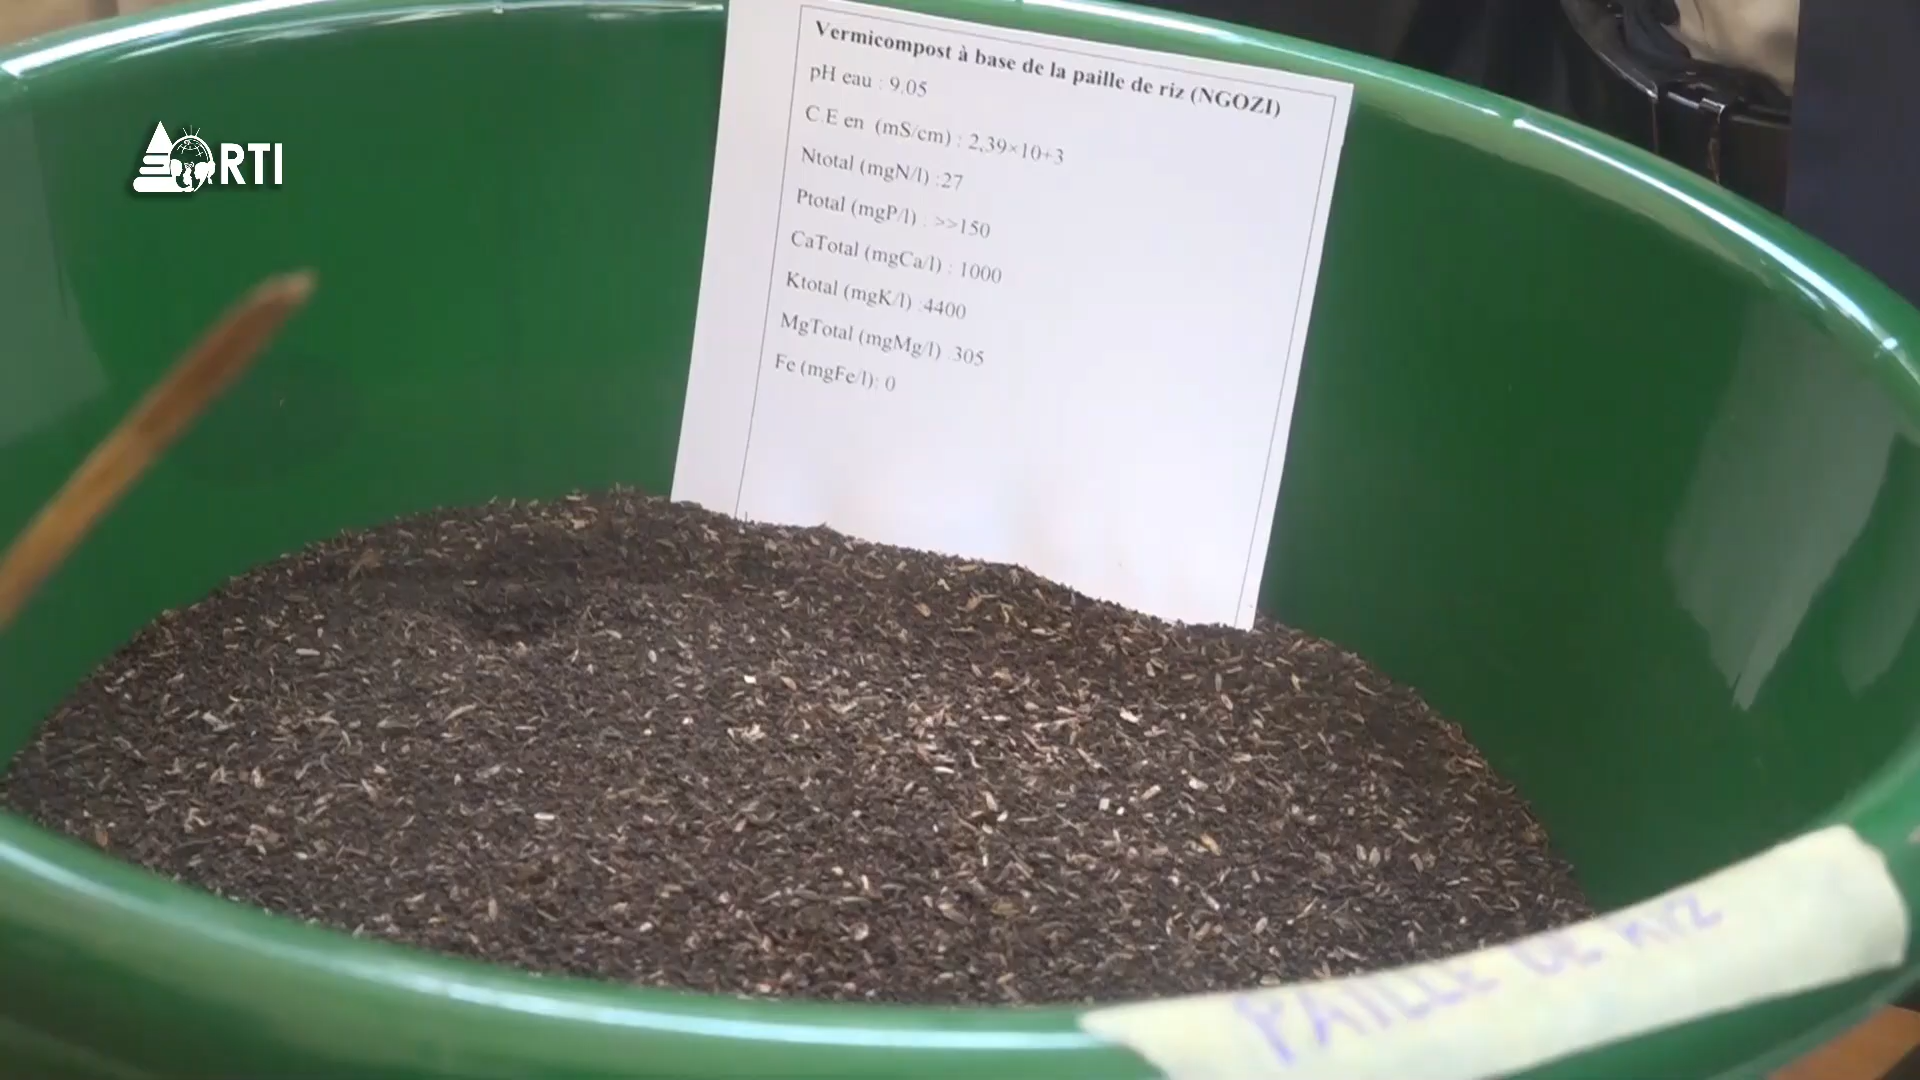 Vermicompost à base de la paille de riz (NGOZI)
pH eau : 9.05
C.E en (mS/cm) : 2,39×10+3
Ntotal (mgN/l) :27
Ptotal (mgP/l) : >>150
CaTotal (mgCa/l) : 1000
Ktotal (mgK/l) :4400
MgTotal (mgMg/l) :305
Fe (mgFe/l): 0
RTI
PAILLE DE RIZ